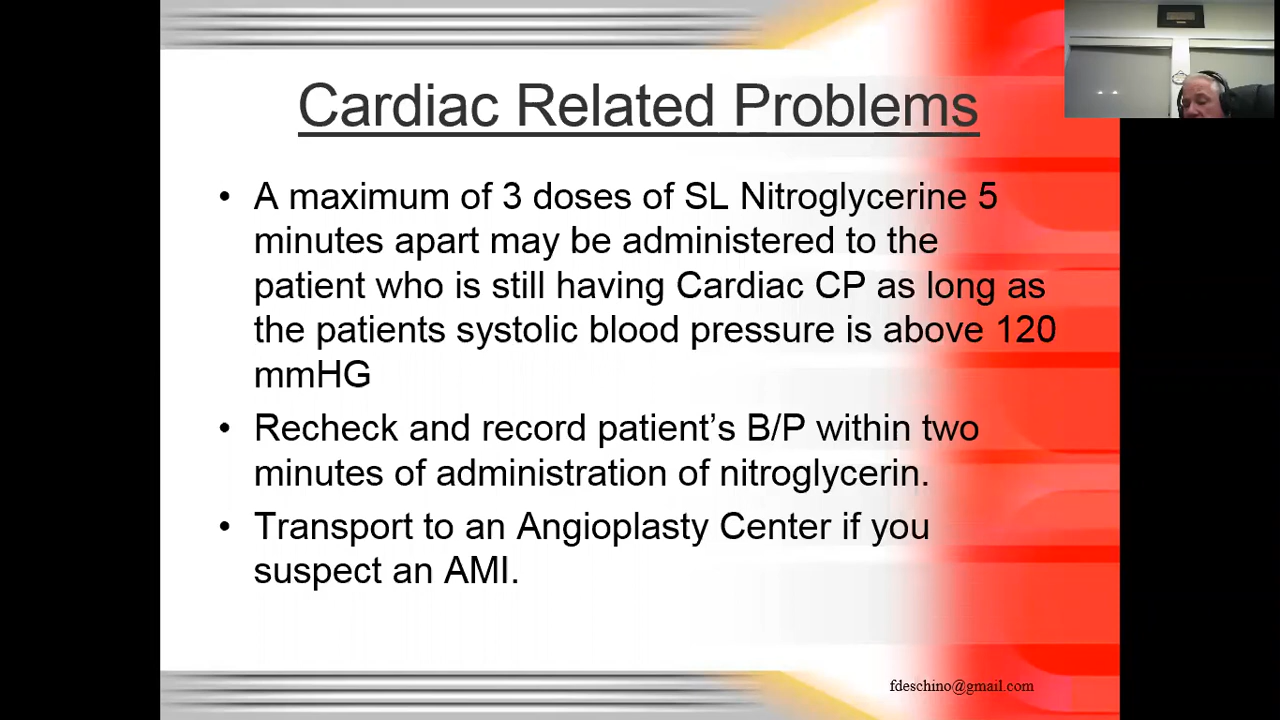 Cardiac Related Problems
• A maximum of 3 doses of SL Nitroglycerine 5
minutes apart may be administered to the
patient who is still having Cardiac CP as long as
the patients systolic blood pressure is above 120
mmHG
• Recheck and record patient’s B/P within two
minutes of administration of nitroglycerin.
• Transport to an Angioplasty Center if you
suspect an AMI.
fdeschino@gmail.com